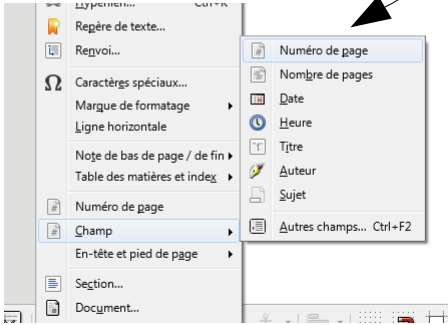 Hyperlien... Ctrl+K
Repère de texte...
Renvoi...
Caractères spéciaux...
Marque de formatage
Ligne horizontale
Note de bas de page / de fin
Table des matières et index
Numéro de page
Champ
En-tête et pied de page
Section...
Document...
Numéro de page
Nombre de pages
Date
Heure
Titre
Auteur
Sujet
Autres champs... Ctrl+F2